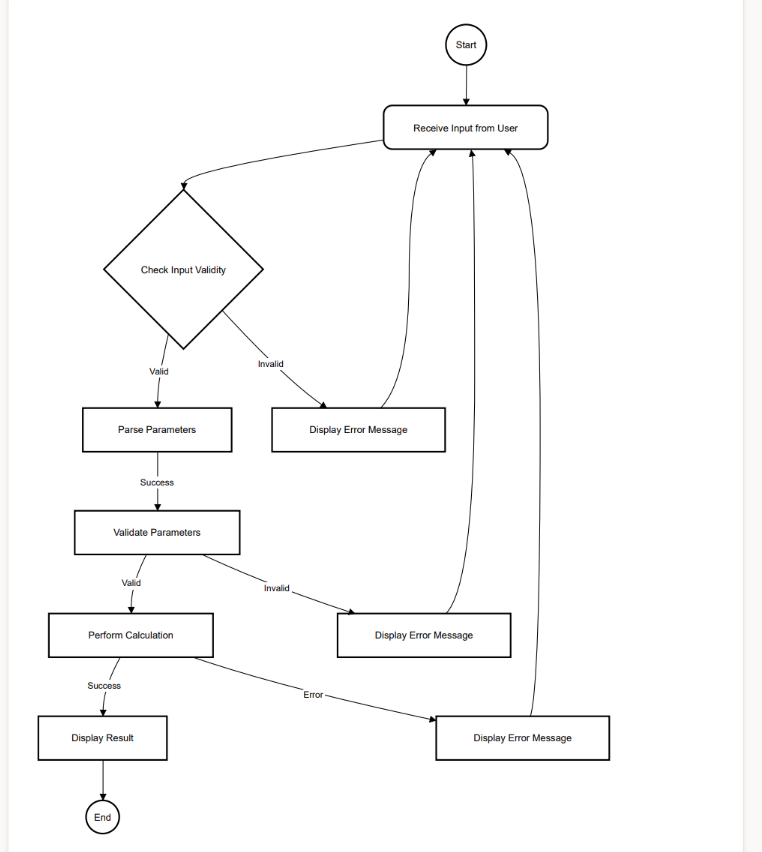 Start
Receive Input from User
Check Input Validity
Valid
Invalid
Parse Parameters
Display Error Message
Success
Validate Parameters
Valid
Invalid
Perform Calculation
Display Error Message
Success
Error
Display Result
Display Error Message
End